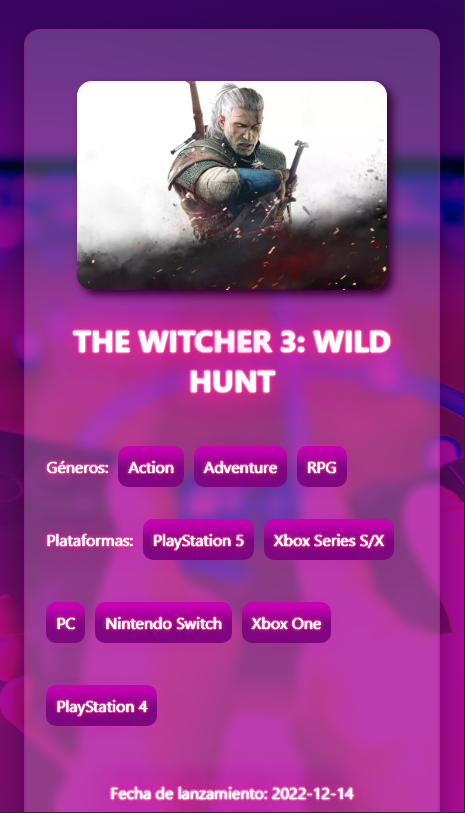 THE WITCHER 3: WILD
HUNT
Géneros: Action Adventure RPG
Plataformas: PlayStation 5 Xbox Series S/X
PC Nintendo Switch Xbox One
PlayStation 4
Fecha de lanzamiento: 2022-12-14